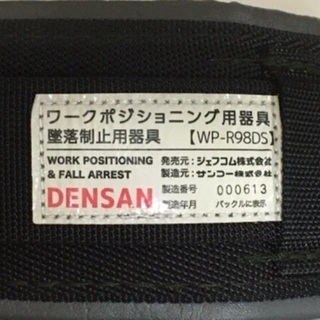 ワークポジショニング用器具
墜落制止用器具 【WP-R98DS】
WORK POSITIONING 発売元：ジェフコム株式会社
& FALL ARREST 製造元：サンコー株式会社
DENSAN 製造番号 000613
製造年月 バックルに表示